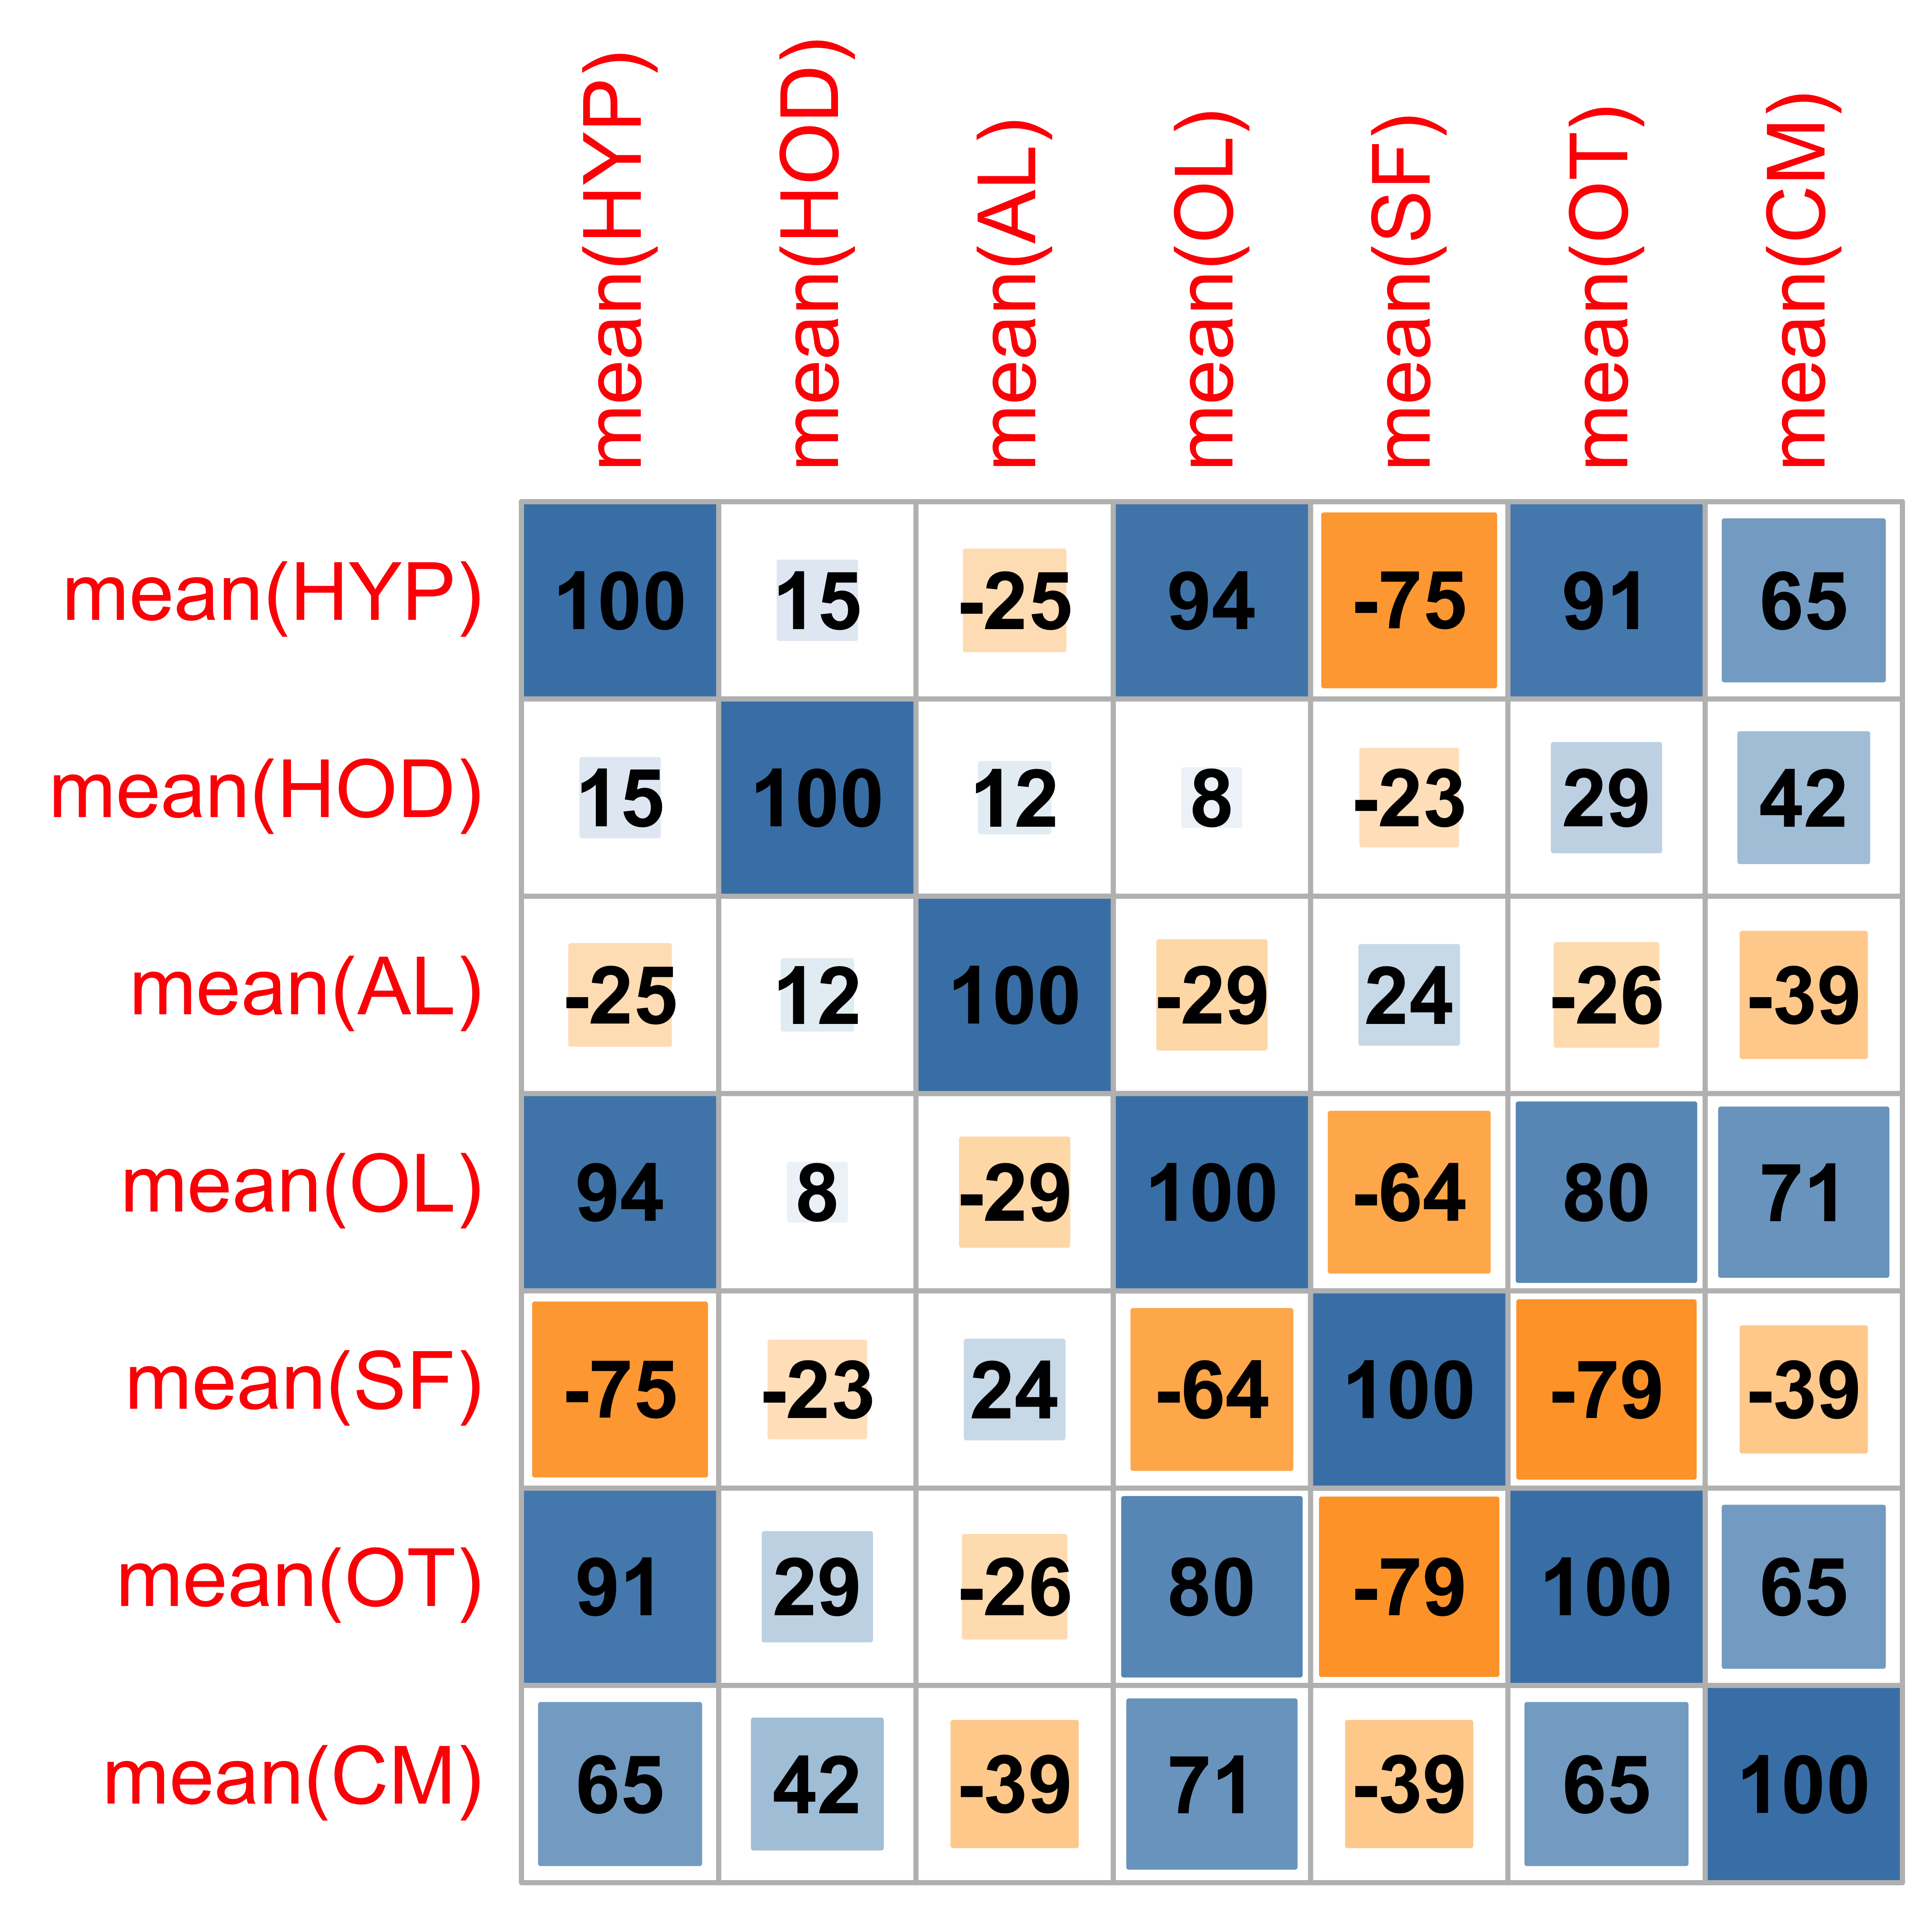 mean(HYP) mean(HOD) mean(AL) mean(OL) mean(SF) mean(OT) mean(CM)
mean(HYP) 100 15 -25 94 -75 91 65
mean(HOD) 15 100 12 8 -23 29 42
mean(AL) -25 12 100 -29 24 -26 -39
mean(OL) 94 8 -29 100 -64 80 71
mean(SF) -75 -23 24 -64 100 -79 -39
mean(OT) 91 29 -26 80 -79 100 65
mean(CM) 65 42 -39 71 -39 65 100